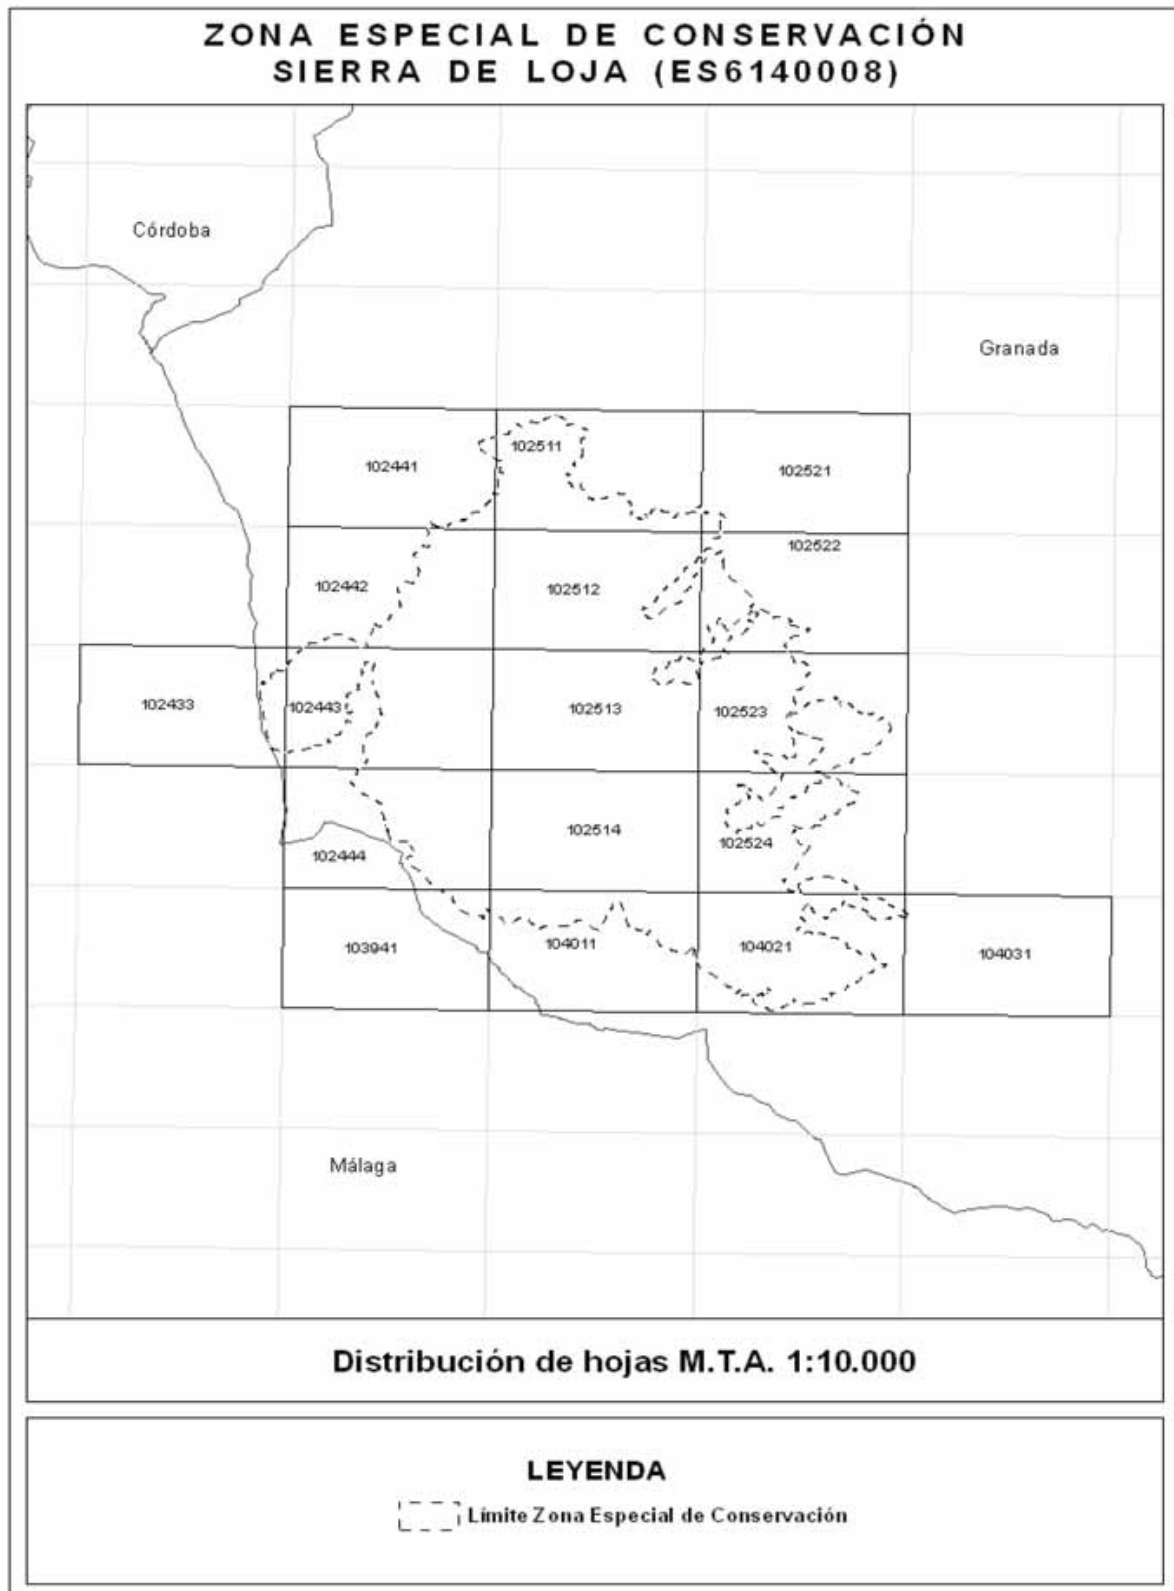 ZONA ESPECIAL DE CONSERVACIÓN
SIERRA DE LOJA (ES6140008)
Córdoba
Granada
102441
102511
102521
102522
102442
102512
102433
102443
102513
102523
102514
102524
102444
103941
104011
104021
104031
Málaga
Distribución de hojas M.T.A. 1:10.000
LEYENDA
Límite Zona Especial de Conservación